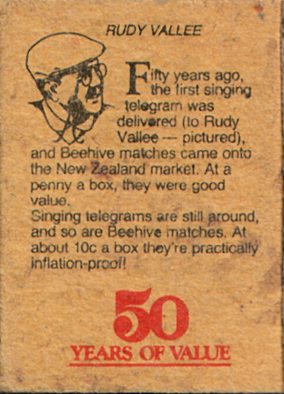 RUDY VALLEE
Fifty years ago,
the first singing
telegram was
delivered (to Rudy
Vallee — pictured),
and Beehive matches came onto
the New Zealand market. At a
penny a box, they were good
value.
Singing telegrams are still around,
and so are Beehive matches. At
about 10c a box they're practically
inflation-proof!
50
YEARS OF VALUE